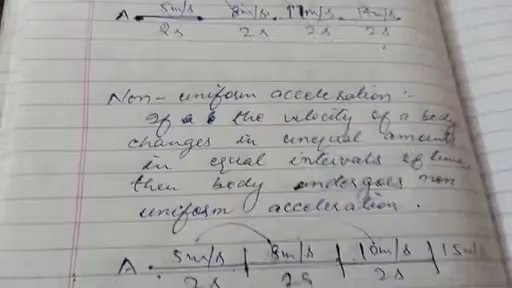 A. 5m/s 8m/s. 11m/s. 14m/s.
2s 2s 2s 2s
Non-uniform acceleration :-
If the velocity of a body
changes in unequal amounts
in equal intervals of time
then body undergoes non
uniform acceleration.
A. 5m/s | 8m/s | 10m/s | 15m/s
2s 2s 2s